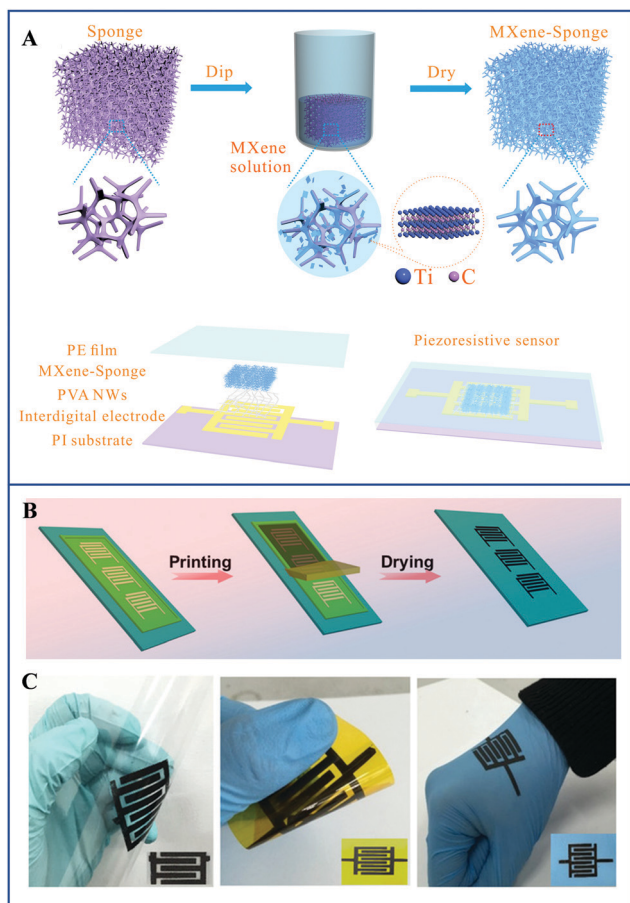 A
Sponge
MXene-Sponge
Dip
Dry
MXene
solution
Ti
C
PE film
MXene-Sponge
PVA NWs
Interdigital electrode
PI substrate
Piezoresistive sensor
B
Printing
Drying
C